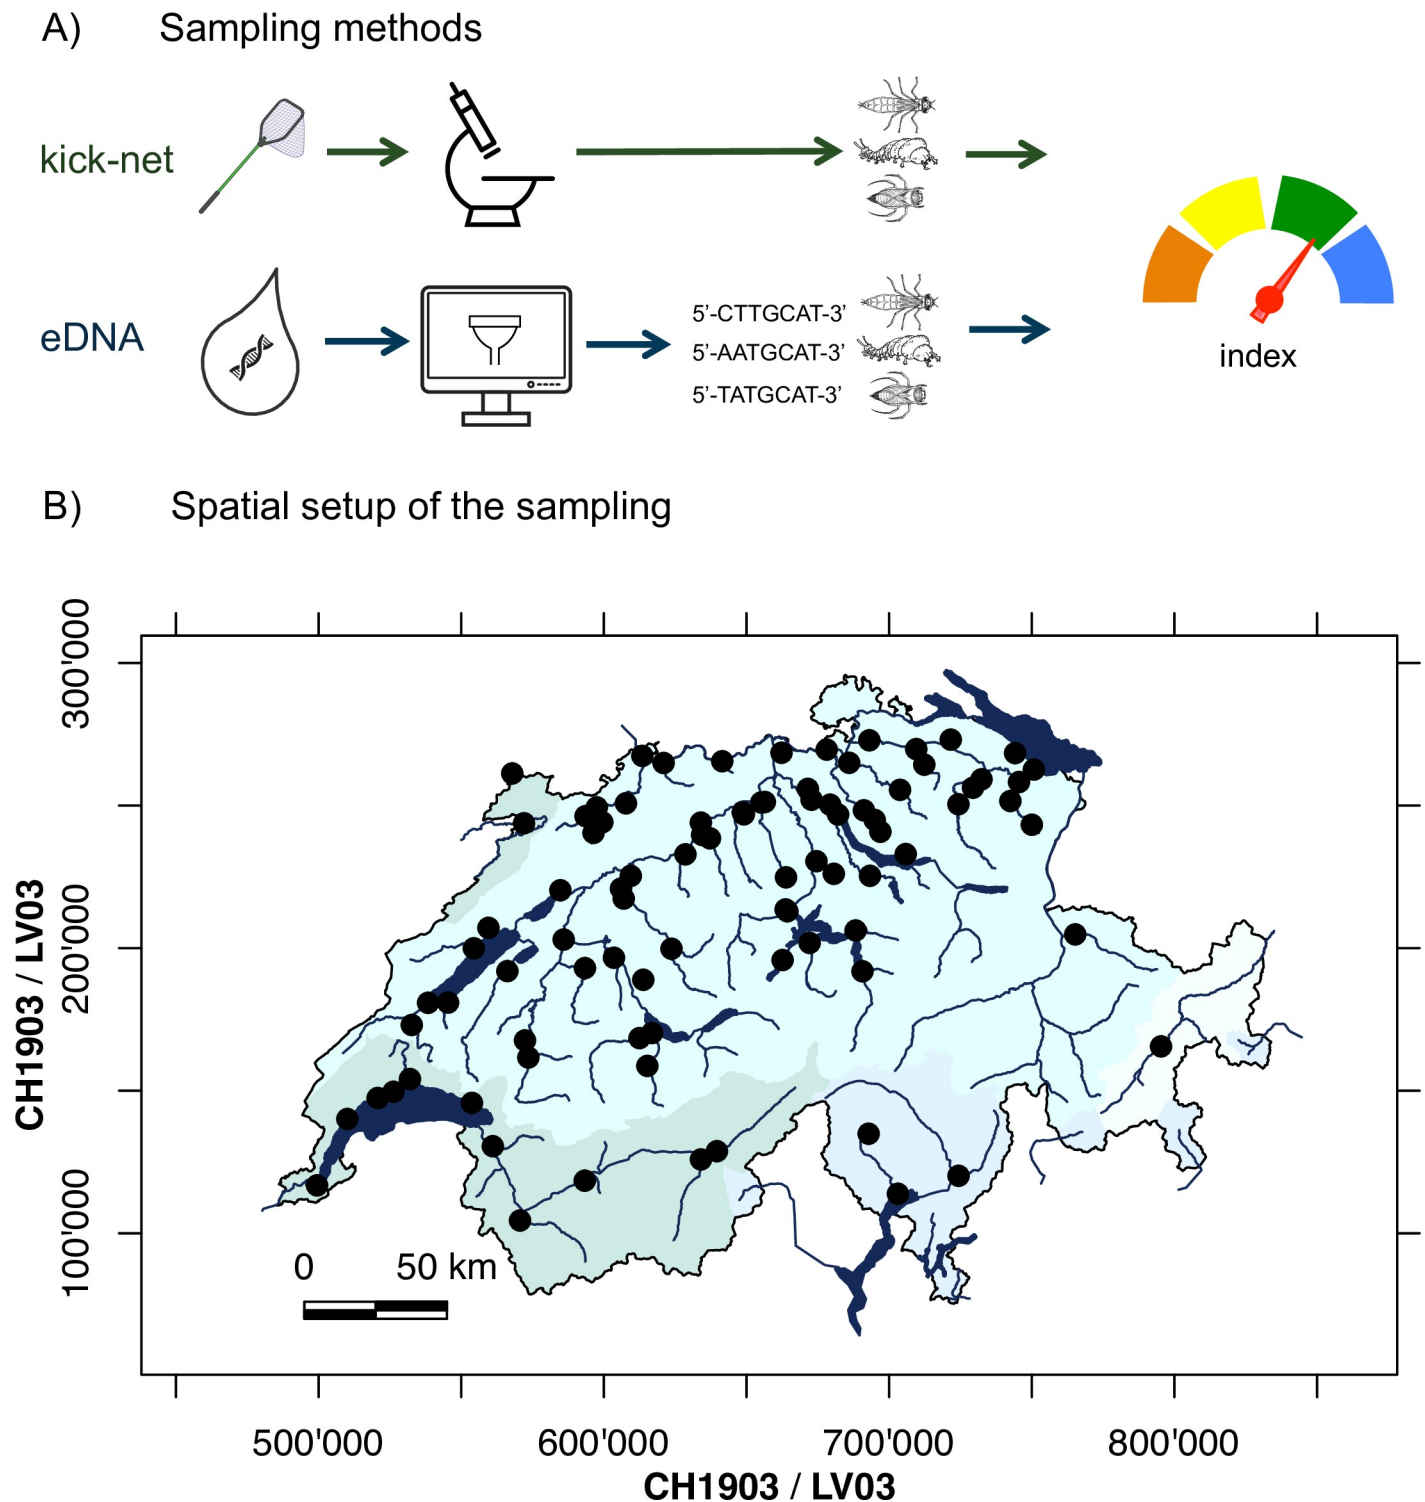 A) Sampling methods
kick-net
eDNA
5’-CTTGCAT-3’
5’-AATGCAT-3’
5’-TATGCAT-3’
index
B) Spatial setup of the sampling
CH1903 / LV03
300'000
200'000
100'000
0 50 km
500'000 600'000 700'000 800'000
CH1903 / LV03